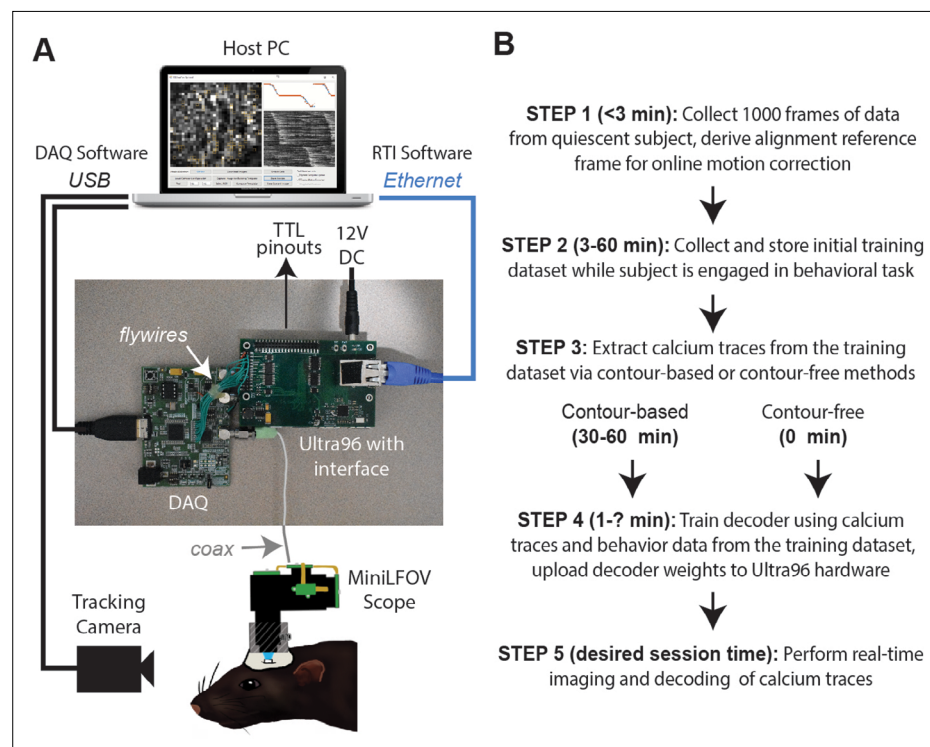 A
Host PC
DAQ Software
USB
RTI Software
Ethernet
TTL
pinouts
12V
DC
flywires
Ultra96 with
interface
DAQ
coax
MiniLFOV
Scope
Tracking
Camera
B
STEP 1 (<3 min): Collect 1000 frames of data
from quiescent subject, derive alignment reference
frame for online motion correction
STEP 2 (3-60 min): Collect and store initial training
dataset while subject is engaged in behavioral task
STEP 3: Extract calcium traces from the training
dataset via contour-based or contour-free methods
Contour-based
(30-60 min)
Contour-free
(0 min)
STEP 4 (1-? min): Train decoder using calcium
traces and behavior data from the training dataset,
upload decoder weights to Ultra96 hardware
STEP 5 (desired session time): Perform real-time
imaging and decoding of calcium traces